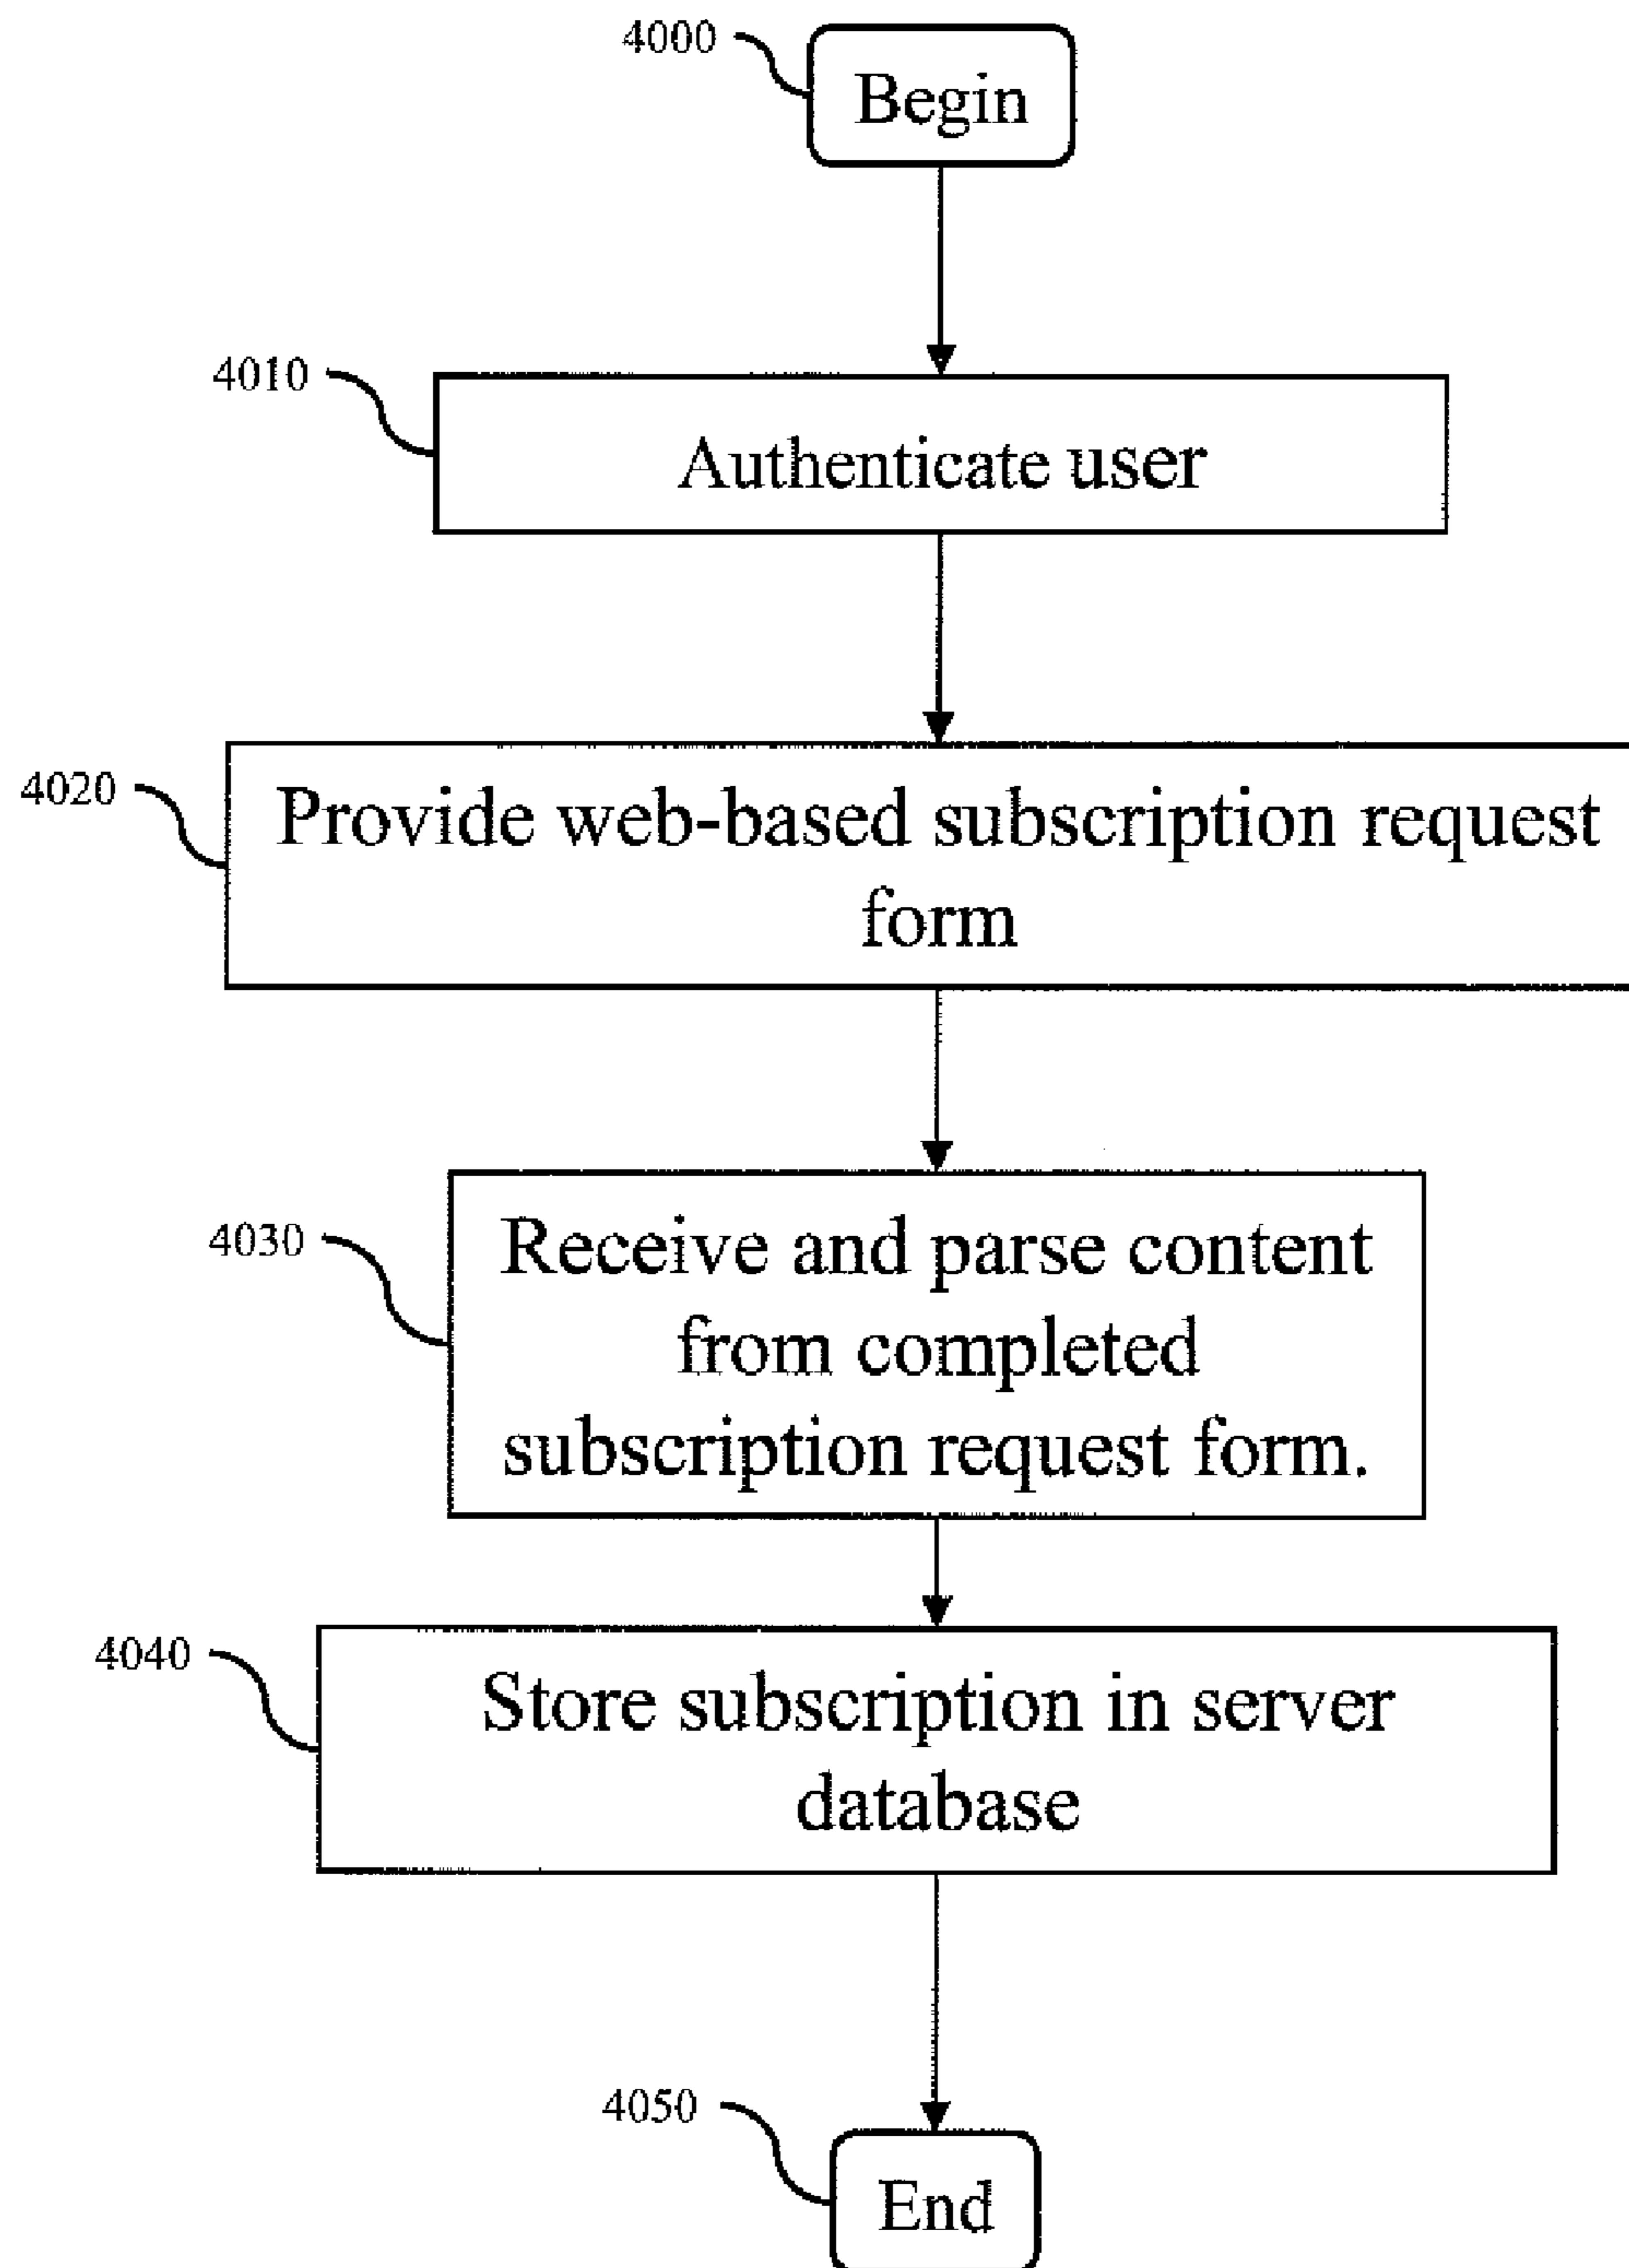 4000
Begin
4010
Authenticate user
4020
Provide web-based subscription request
form
4030
Receive and parse content
from completed
subscription request form.
4040
Store subscription in server
database
4050
End